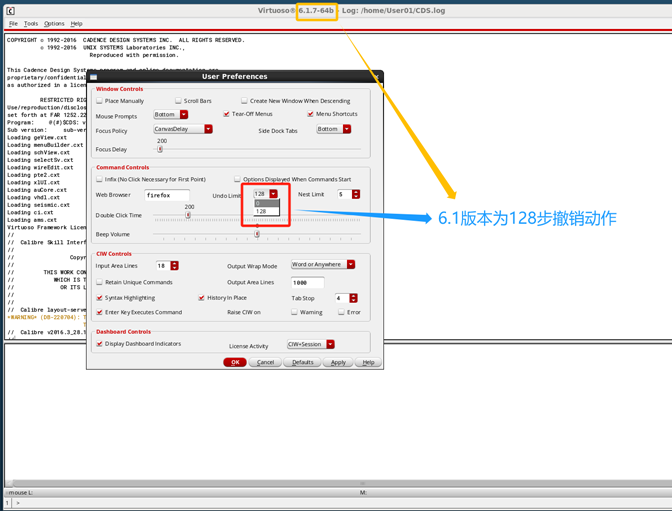 Virtuoso® 6.1.7-64b - Log: /home/User01/CDS.log
File Tools Options Help
COPYRIGHT © 1992-2016 CADENCE DESIGN SYSTEMS INC. ALL RIGHTS RESERVED.
© 1992-2016 UNIX SYSTEMS Laboratories INC.,
Reproduced with permission.
This Cadence Design Systems
proprietary/confidential
as authorized in a licen
RESTRICTED RIG
Use/reproduction/disclos
set forth at FAR 1252.22
Program: @(#)$CDS: v
Sub version: sub-ve
Loading geView.cxt
Loading menuBuilder.cxt
Loading schView.cxt
Loading selectSv.cxt
Loading wireEdit.cxt
Loading pte2.cxt
Loading xlUI.cxt
Loading auCore.cxt
Loading vhdl.cxt
Loading seismic.cxt
Loading ci.cxt
Loading ams.cxt
Virtuoso Framework Licen
//
// Calibre Skill Interf
//
// Copyr
//
// THIS WORK CON
// WHICH IS T
// OR ITS L
//
//
// Calibre layout-serve
*WARNING* (DB-220704): T
// Calibre v2016.3_28.1
//
User Preferences
Window Controls
Place Manually Scroll Bars Create New Window When Descending
Mouse Prompts Bottom Tear-Off Menus Menu Shortcuts
Focus Policy CanvasDelay Side Dock Tabs Bottom
200
Focus Delay
Command Controls
Infix (No Click Necessary for First Point) Options Displayed When Commands Start
Web Browser firefox Undo Limit 128 Nest Limit 5
0
128
200
Double Click Time
Beep Volume
CIW Controls
Input Area Lines 18 Output Wrap Mode Word or Anywhere
Retain Unique Commands Output Area Lines 1000
Syntax Highlighting History In Place Tab Stop 4
Enter Key Executes Command Raise CIW on Warning Error
Dashboard Controls
Display Dashboard Indicators License Activity CIW+Session
OK Cancel Defaults Apply Help
6.1版本为128步撤销动作
mouse L: M:
1 >